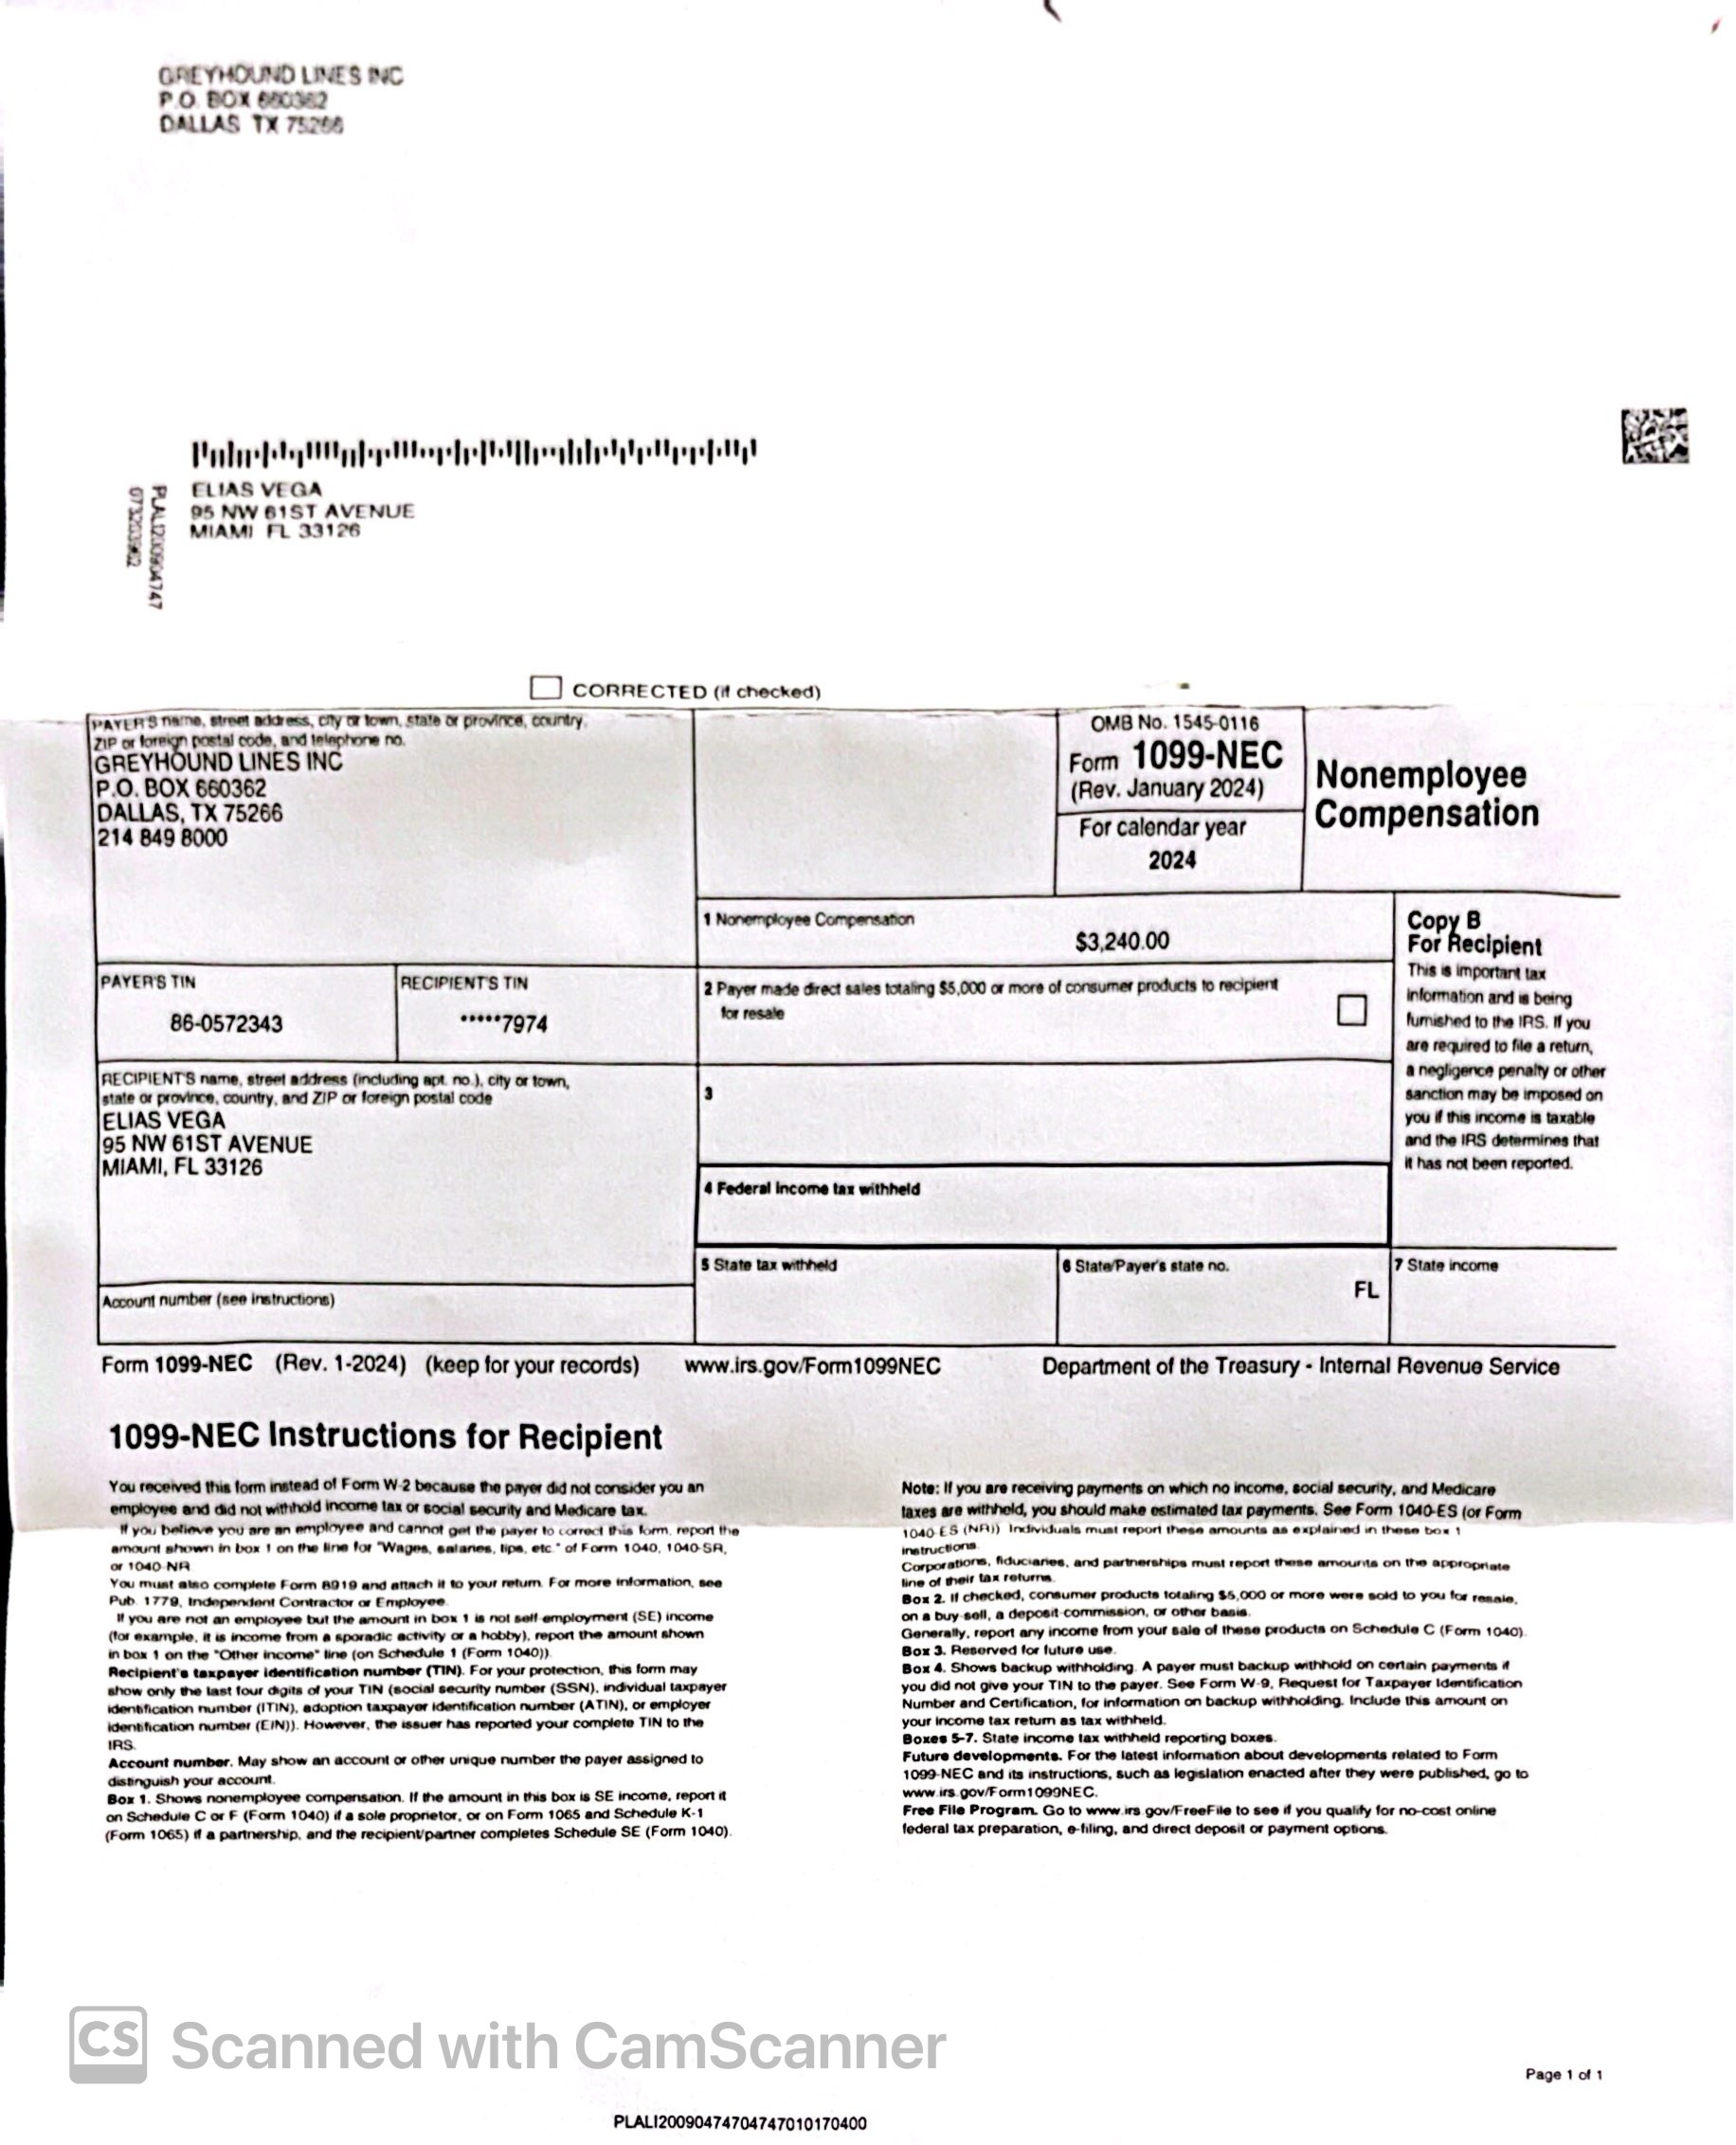 GREYHOUND LINES INC
P.O. BOX 660362
DALLAS TX 75266
ELIAS VEGA
95 NW 61ST AVENUE
MIAMI FL 33126
PLALI200904747
CORRECTED (if checked)
PAYER'S name, street address, city or town, state or province, country,
ZIP or foreign postal code, and telephone no.
GREYHOUND LINES INC
P.O. BOX 660362
DALLAS, TX 75266
214 849 8000
OMB No. 1545-0116
Form 1099-NEC
(Rev. January 2024)
For calendar year
2024
Nonemployee
Compensation
1 Nonemployee Compensation
$3,240.00
Copy B
For Recipient
This is important tax
information and is being
furnished to the IRS. If you
are required to file a return,
a negligence penalty or other
sanction may be imposed on
you if this income is taxable
and the IRS determines that
it has not been reported.
PAYER'S TIN
86-0572343
RECIPIENT'S TIN
*****7974
2 Payer made direct sales totaling $5,000 or more of consumer products to recipient
for resale
RECIPIENT'S name, street address (including apt. no.), city or town,
state or province, country, and ZIP or foreign postal code
ELIAS VEGA
95 NW 61ST AVENUE
MIAMI, FL 33126
3
4 Federal income tax withheld
5 State tax withheld
6 State/Payer's state no.
FL
7 State income
Account number (see instructions)
Form 1099-NEC (Rev. 1-2024) (keep for your records) www.irs.gov/Form1099NEC Department of the Treasury - Internal Revenue Service
1099-NEC Instructions for Recipient
You received this form instead of Form W-2 because the payer did not consider you an
employee and did not withhold income tax or social security and Medicare tax.
If you believe you are an employee and cannot get the payer to correct this form, report the
amount shown in box 1 on the line for "Wages, salaries, tips, etc." of Form 1040, 1040-SR,
or 1040-NR
You must also complete Form 8919 and attach it to your return. For more information, see
Pub. 1779, Independent Contractor or Employee.
If you are not an employee but the amount in box 1 is not self-employment (SE) income
(for example, it is income from a sporadic activity or a hobby), report the amount shown
in box 1 on the "Other income" line (on Schedule 1 (Form 1040)).
Recipient's taxpayer identification number (TIN). For your protection, this form may
show only the last four digits of your TIN (social security number (SSN), individual taxpayer
identification number (ITIN), adoption taxpayer identification number (ATIN), or employer
identification number (EIN)). However, the issuer has reported your complete TIN to the
IRS.
Account number. May show an account or other unique number the payer assigned to
distinguish your account.
Box 1. Shows nonemployee compensation. If the amount in this box is SE income, report it
on Schedule C or F (Form 1040) if a sole proprietor, or on Form 1065 and Schedule K-1
(Form 1065) if a partnership, and the recipient/partner completes Schedule SE (Form 1040).
Note: If you are receiving payments on which no income, social security, and Medicare
taxes are withheld, you should make estimated tax payments. See Form 1040-ES (or Form
1040-ES (NR)) Individuals must report these amounts as explained in these box 1
instructions.
Corporations, fiduciaries, and partnerships must report these amounts on the appropriate
line of their tax returns.
Box 2. If checked, consumer products totaling $5,000 or more were sold to you for resale,
on a buy-sell, a deposit-commission, or other basis.
Generally, report any income from your sale of these products on Schedule C (Form 1040).
Box 3. Reserved for future use.
Box 4. Shows backup withholding. A payer must backup withhold on certain payments if
you did not give your TIN to the payer. See Form W-9, Request for Taxpayer Identification
Number and Certification, for information on backup withholding. Include this amount on
your income tax return as tax withheld.
Boxes 5-7. State income tax withheld reporting boxes.
Future developments. For the latest information about developments related to Form
1099-NEC and its instructions, such as legislation enacted after they were published, go to
www.irs.gov/Form1099NEC.
Free File Program. Go to www.irs.gov/FreeFile to see if you qualify for no-cost online
federal tax preparation, e-filing, and direct deposit or payment options.
CS Scanned with CamScanner
Page 1 of 1
PLALI20090474704747010170400